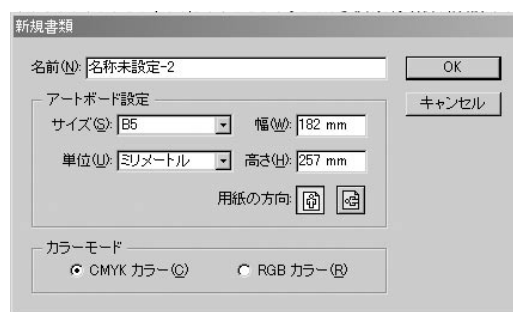 新規書類
名前(N): 名称未設定-2
OK
キャンセル
アートボード設定
サイズ(S): B5
幅(W): 182 mm
単位(U): ミリメートル
高さ(H): 257 mm
用紙の方向:
カラーモード
CMYK カラー(C)
RGB カラー(R)